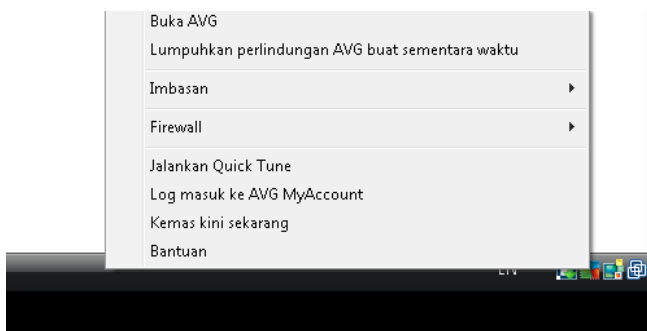 Buka AVG
Lumpuhkan perlindungan AVG buat sementara waktu
Imbasan
Firewall
Jalankan Quick Tune
Log masuk ke AVG MyAccount
Kemas kini sekarang
Bantuan